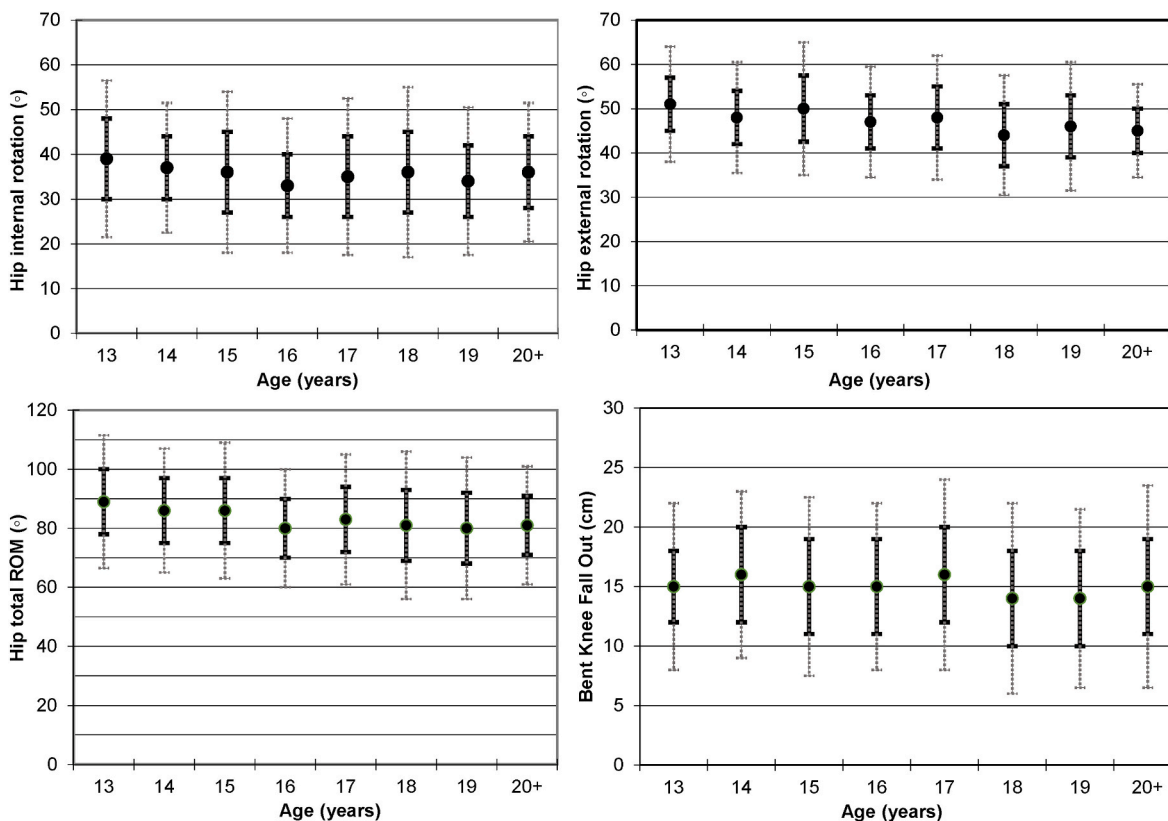 Hip internal rotation (○)
70
60
50
40
30
20
10
0
13 14 15 16 17 18 19 20+
Age (years)
Hip external rotation (○)
70
60
50
40
30
20
10
0
13 14 15 16 17 18 19 20+
Age (years)
Hip total ROM (○)
120
100
80
60
40
20
0
13 14 15 16 17 18 19 20+
Age (years)
Bent Knee Fall Out (cm)
30
25
20
15
10
5
0
13 14 15 16 17 18 19 20+
Age (years)